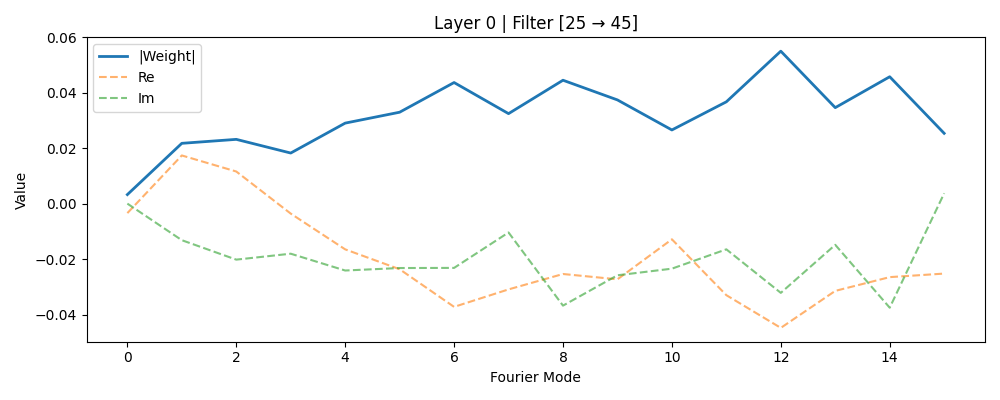 Layer 0 | Filter [25 → 45]
|Weight|
Re
Im
0.06
0.04
0.02
0.00
−0.02
−0.04
Value
0 2 4 6 8 10 12 14
Fourier Mode